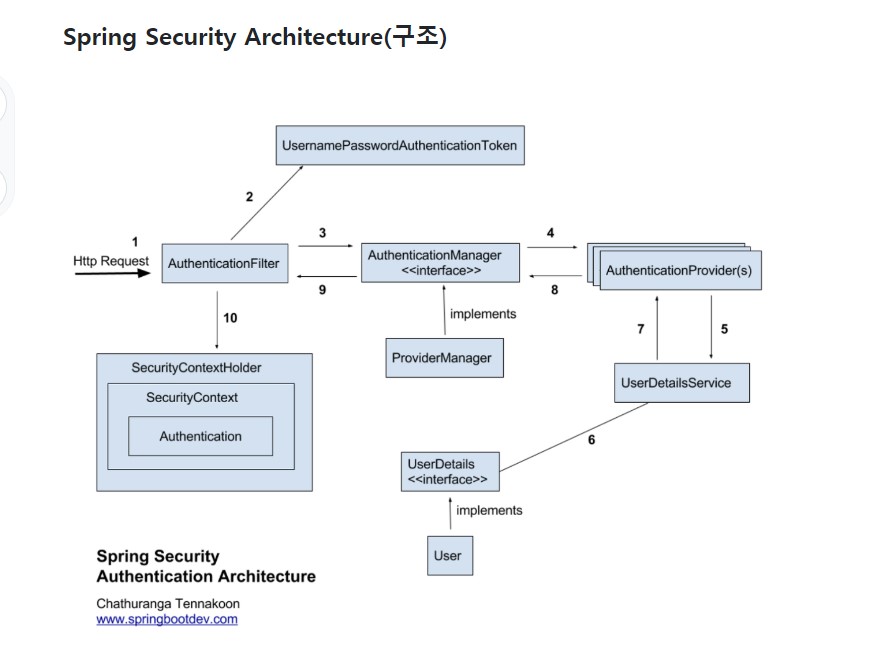 Spring Security Architecture(구조)
UsernamePasswordAuthenticationToken
2
1
Http Request
AuthenticationFilter
3
9
AuthenticationManager
<<interface>>
4
8
AuthenticationProvider(s)
implements
ProviderManager
7
5
UserDetailsService
10
SecurityContextHolder
SecurityContext
Authentication
6
UserDetails
<<interface>>
implements
User
Spring Security
Authentication Architecture
Chathuranga Tennakoon
www.springbootdev.com